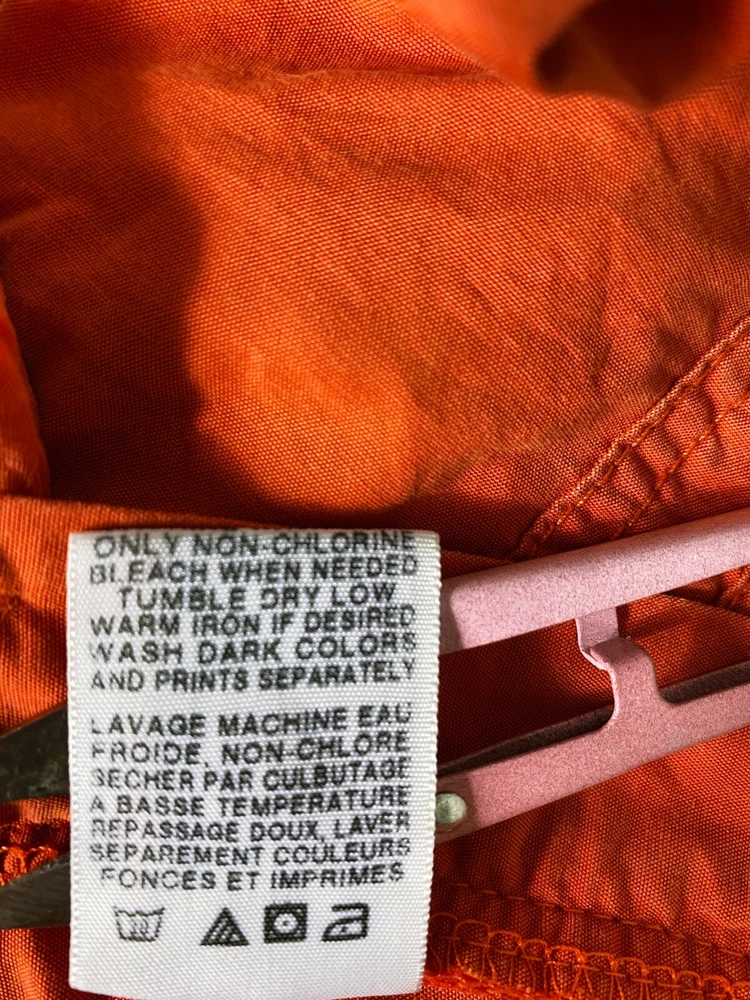 ONLY NON-CHLORINE
BLEACH WHEN NEEDED
TUMBLE DRY LOW
WARM IRON IF DESIRED
WASH DARK COLORS
AND PRINTS SEPARATELY
LAVAGE MACHINE EAU
FROIDE, NON-CHLORE
SECHER PAR CULBUTAGE
A BASSE TEMPERATURE
REPASSAGE DOUX, LAVER
SEPAREMENT COULEURS
FONCES ET IMPRIMES